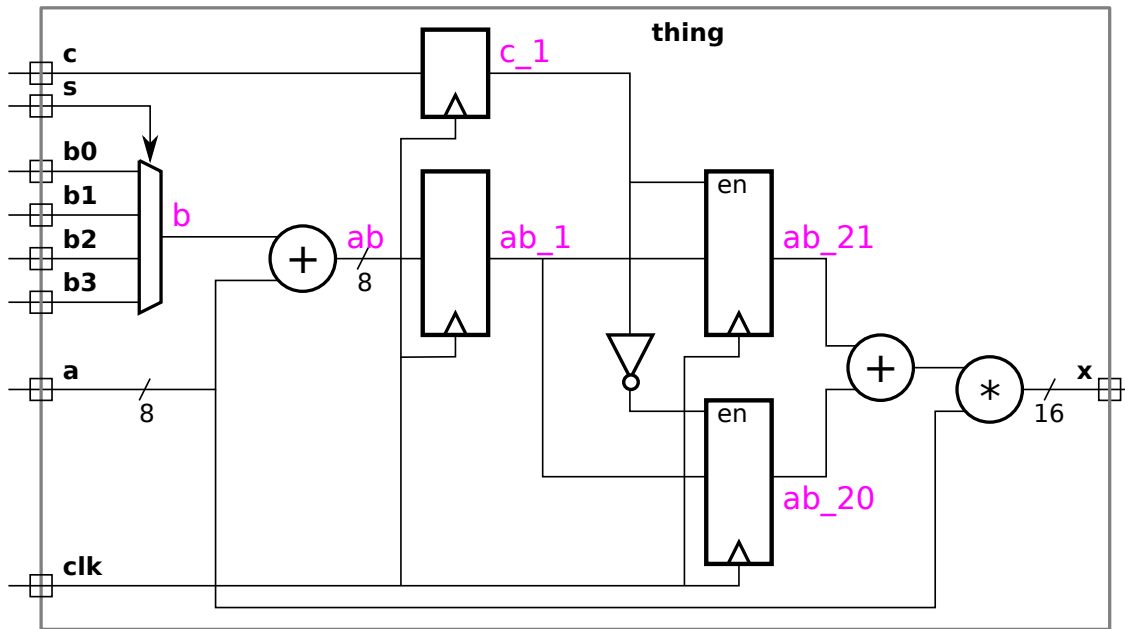 thing
c
c_1
s
b0
en
b1
b
ab
ab_1
ab_21
b2
+
8
b3
a
8
+
*
x
16
en
ab_20
clk